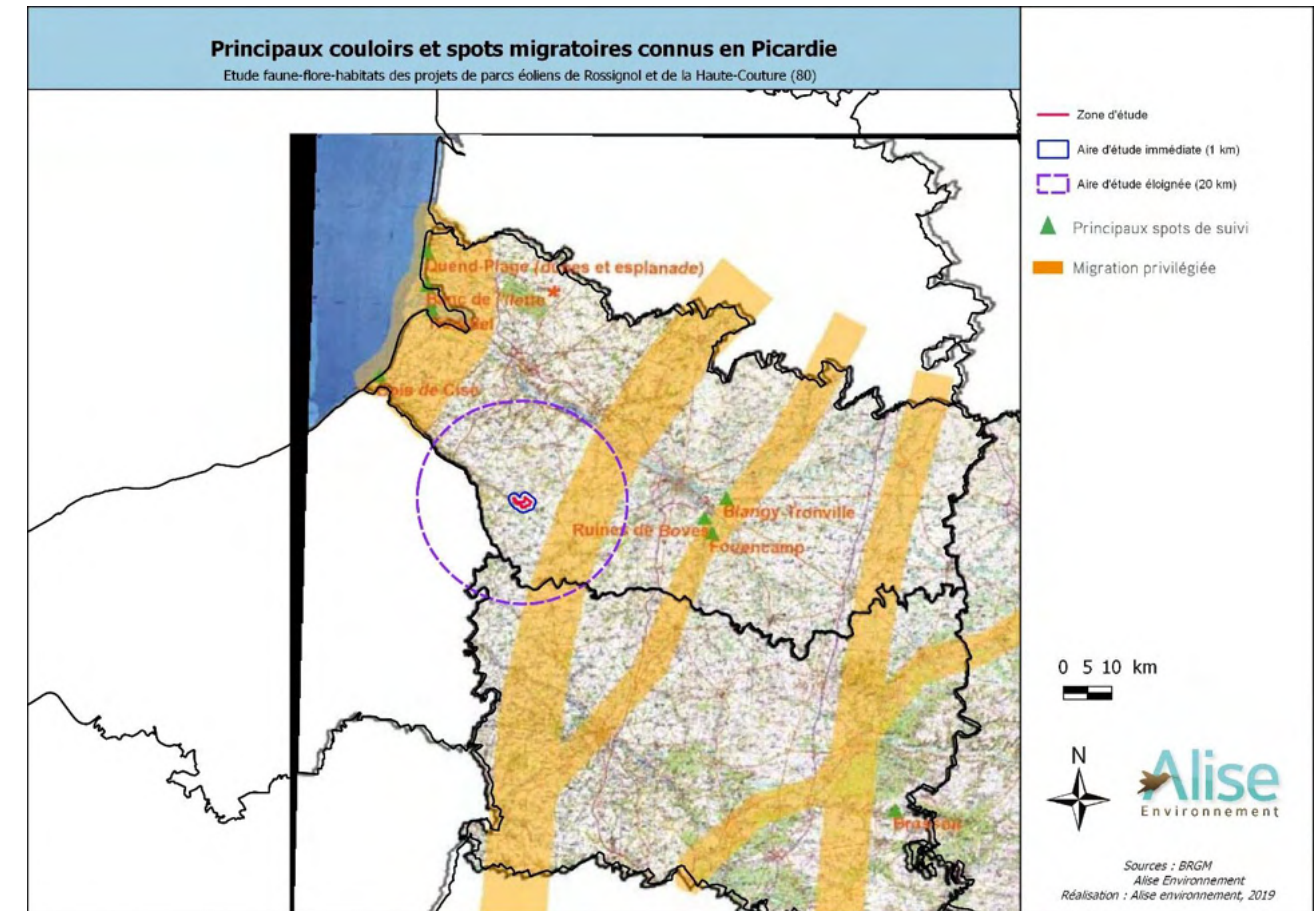 Principaux couloirs et spots migratoires connus en Picardie
Etude faune-flore-habitats des projets de parcs éoliens de Rossignol et de la Haute-Couture (80)
Zone d'étude
Aire d'étude immédiate (1 km)
Aire d'étude éloignée (20 km)
Principaux spots de suivi
Migration privilégiée
Quend-Plage (dunes et esplanade)
Banc de l'Ilette
*
Bois de Cise
Blangy-Tronville
Ruines de Boves
Fouencamp
0 5 10 km
N
Alise
Environnement
Sources : BRGM
Alise Environnement
Réalisation : Alise environnement, 2019